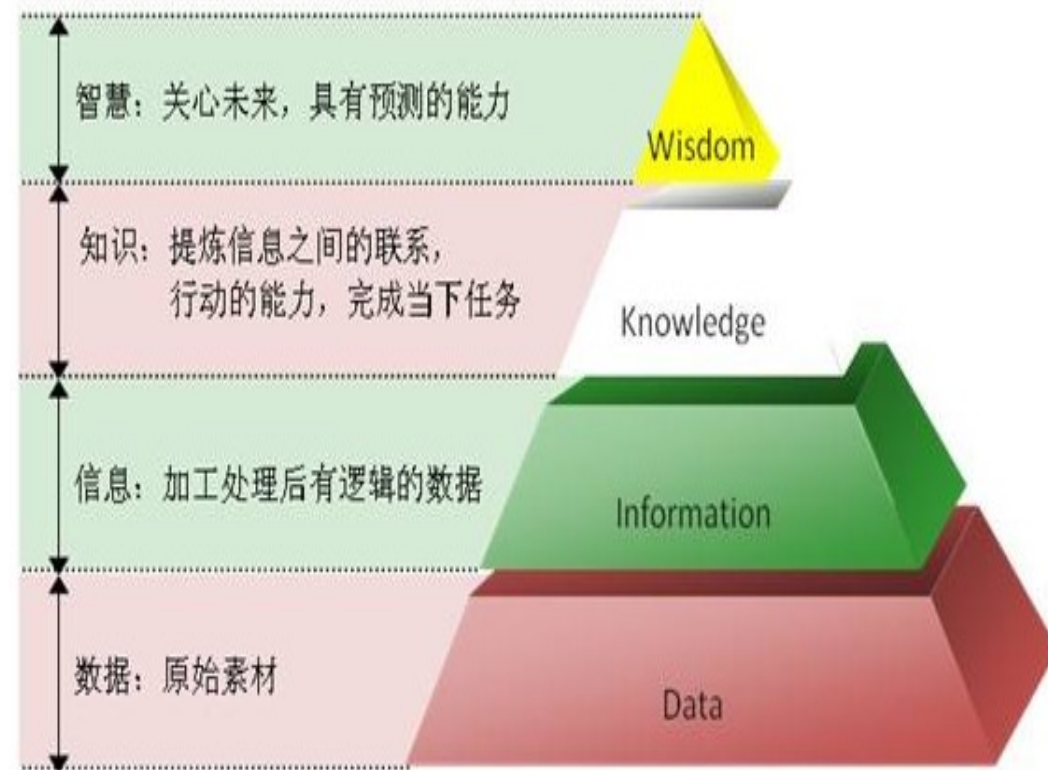 智慧：关心未来，具有预测的能力
Wisdom
知识：提炼信息之间的联系，
行动的能力，完成当下任务
Knowledge
信息：加工处理后有逻辑的数据
Information
数据：原始素材
Data